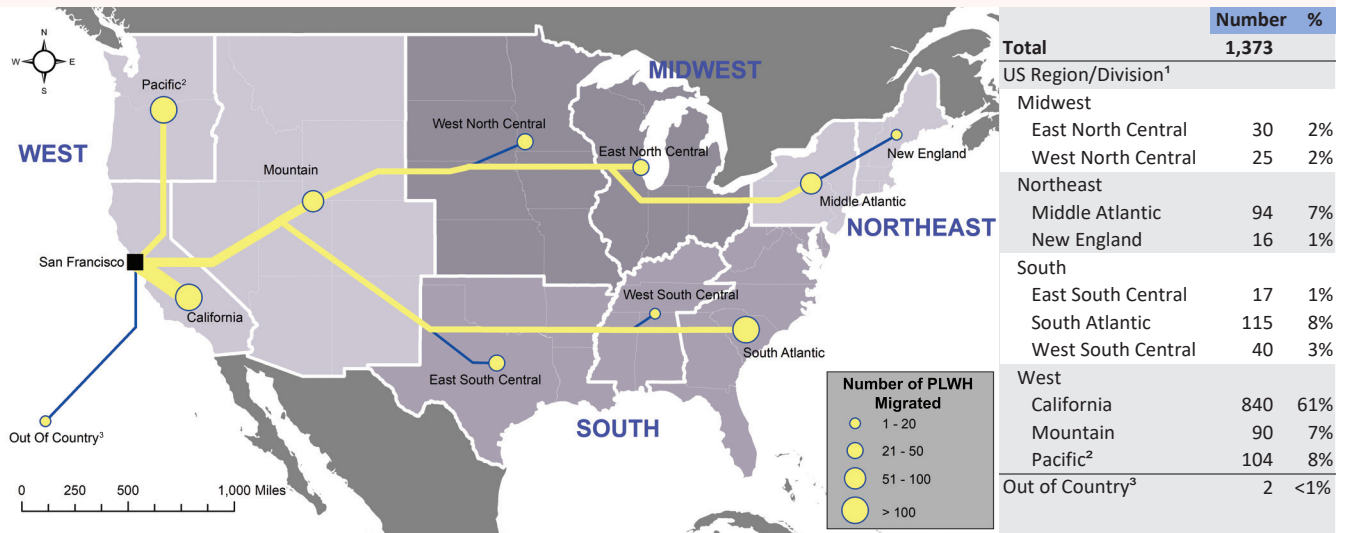 N
W E
S
Pacific²
MIDWEST
West North Central
WEST
East North Central
New England
Mountain
Middle Atlantic
NORTHEAST
San Francisco
West South Central
California
South Atlantic
East South Central
Out Of Country³
SOUTH
0 250 500 1,000 Miles
Number of PLWH
Migrated
1 - 20
21 - 50
51 - 100
> 100
Number %
Total 1,373
US Region/Division¹
Midwest
East North Central 30 2%
West North Central 25 2%
Northeast
Middle Atlantic 94 7%
New England 16 1%
South
East South Central 17 1%
South Atlantic 115 8%
West South Central 40 3%
West
California 840 61%
Mountain 90 7%
Pacific² 104 8%
Out of Country³ 2 <1%